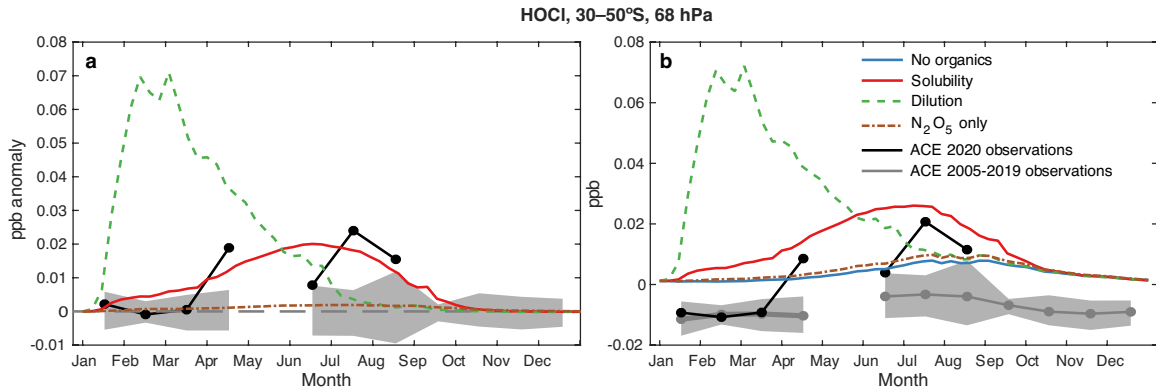 HOCl, 30–50ºS, 68 hPa
a
ppb anomaly
0.08
0.07
0.06
0.05
0.04
0.03
0.02
0.01
0
-0.01
Jan Feb Mar Apr May Jun Jul Aug Sep Oct Nov Dec
Month
b
ppb
0.08
0.06
0.04
0.02
0
-0.02
Jan Feb Mar Apr May Jun Jul Aug Sep Oct Nov Dec
Month
No organics
Solubility
Dilution
N2O5 only
ACE 2020 observations
ACE 2005-2019 observations